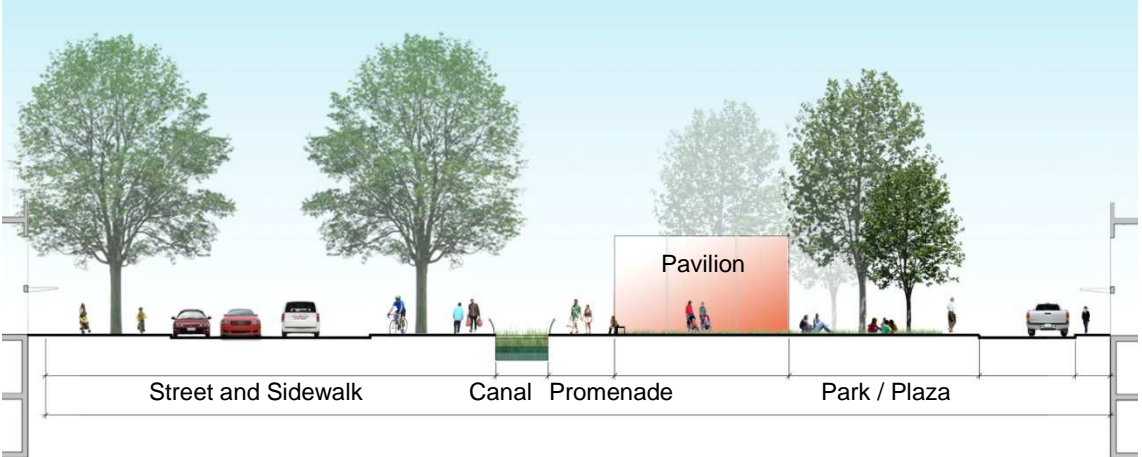 Pavilion
Street and Sidewalk
Canal
Promenade
Park / Plaza